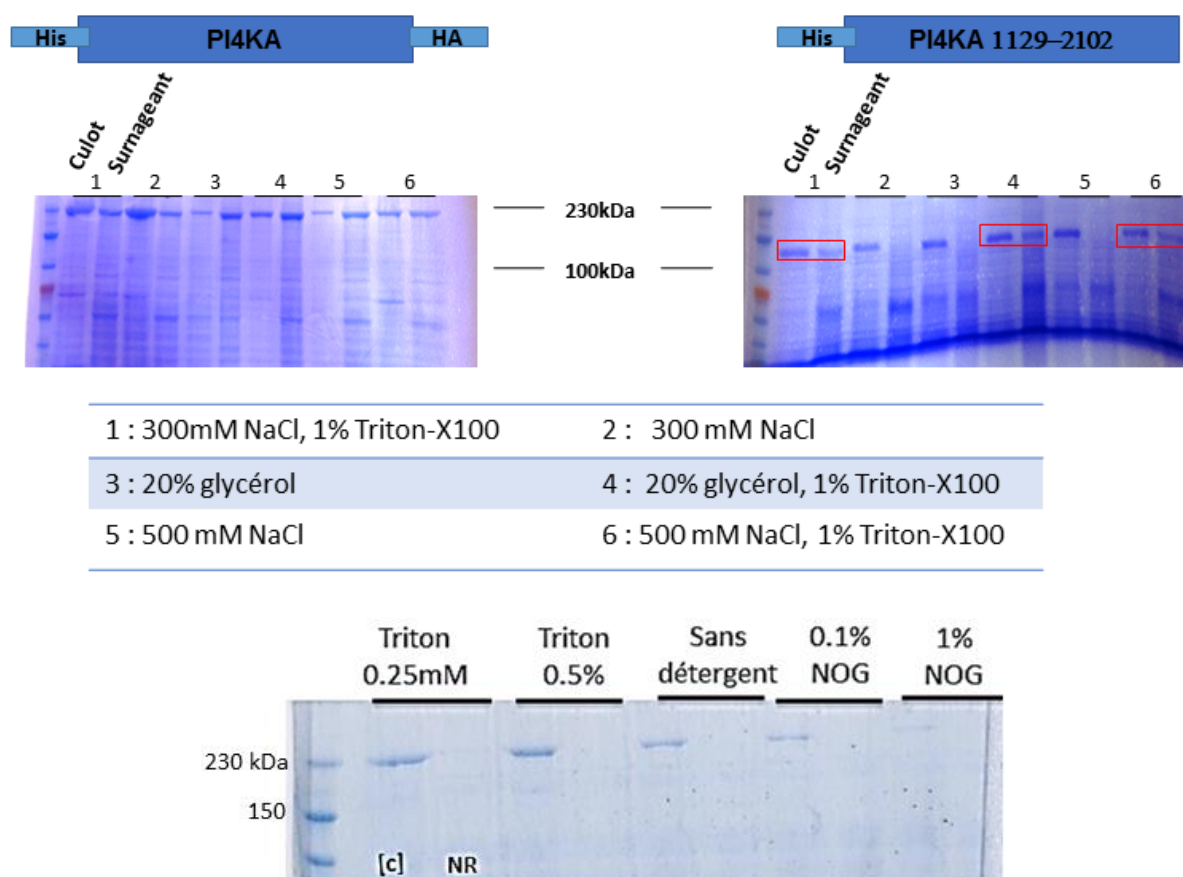 His PI4KA HA
His PI4KA 1129–2102
Culot
Surnageant
1 2 3 4 5 6
Culot
Surnageant
1 2 3 4 5 6
230kDa
100kDa
1 : 300mM NaCl, 1% Triton-X100
2 : 300 mM NaCl
3 : 20% glycérol
4 : 20% glycérol, 1% Triton-X100
5 : 500 mM NaCl
6 : 500 mM NaCl, 1% Triton-X100
Triton
0.25mM
Triton
0.5%
Sans
détergent
0.1%
NOG
1%
NOG
230 kDa
150
[c] NR